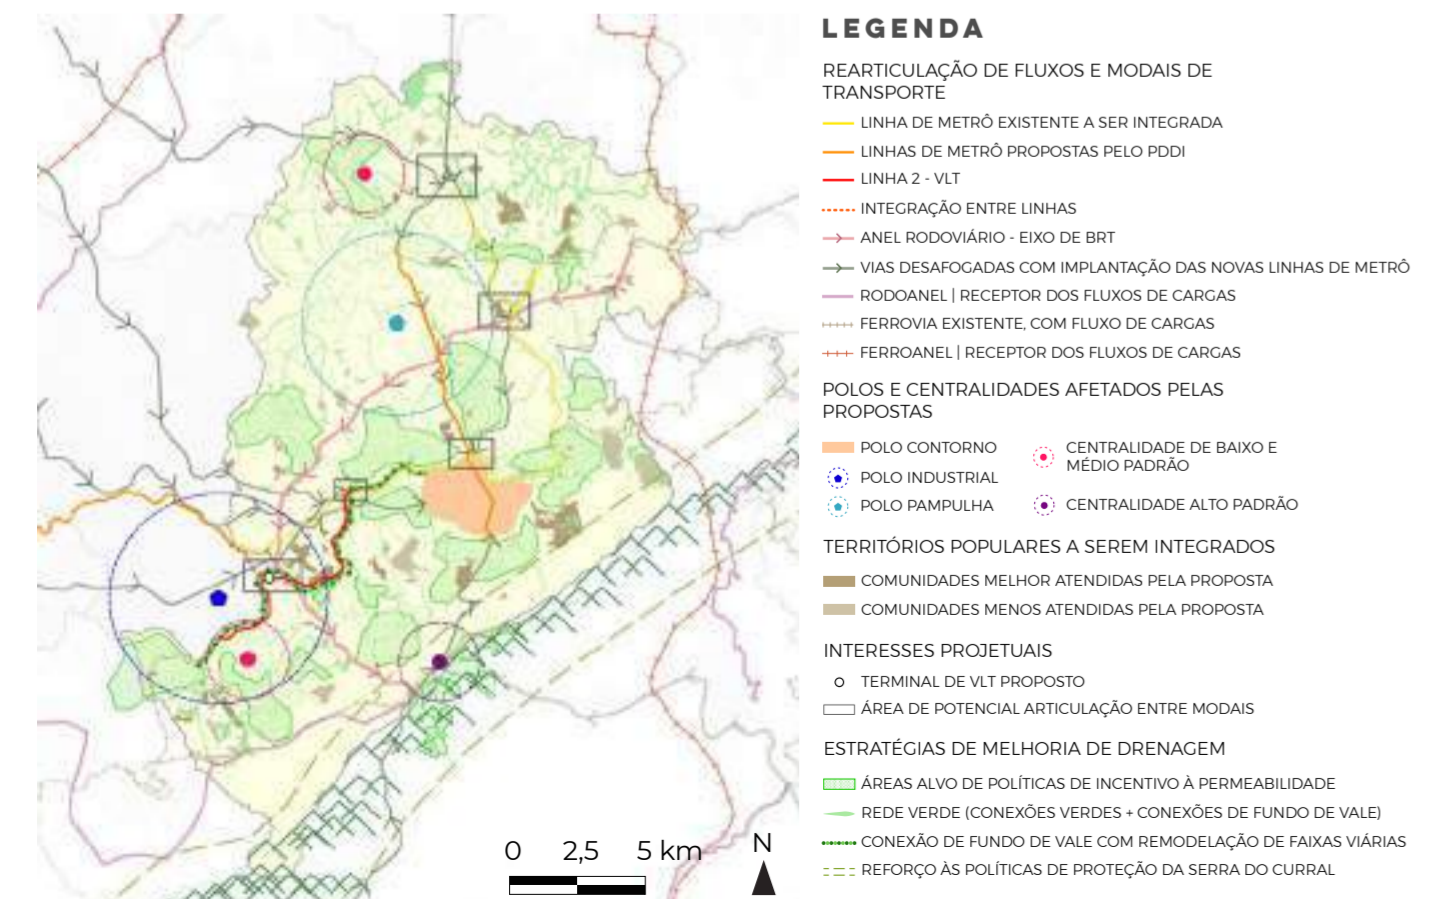 LEGENDA
REARTICULAÇÃO DE FLUXOS E MODAIS DE
TRANSPORTE
LINHA DE METRÔ EXISTENTE A SER INTEGRADA
LINHAS DE METRÔ PROPOSTAS PELO PDDI
LINHA 2 - VLT
INTEGRAÇÃO ENTRE LINHAS
ANEL RODOVIÁRIO - EIXO DE BRT
VIAS DESAFOGADAS COM IMPLANTAÇÃO DAS NOVAS LINHAS DE METRÔ
RODOANEL | RECEPTOR DOS FLUXOS DE CARGAS
FERROVIA EXISTENTE, COM FLUXO DE CARGAS
FERROANEL | RECEPTOR DOS FLUXOS DE CARGAS
POLOS E CENTRALIDADES AFETADOS PELAS
PROPOSTAS
POLO CONTORNO
POLO INDUSTRIAL
POLO PAMPULHA
CENTRALIDADE DE BAIXO E
MÉDIO PADRÃO
CENTRALIDADE ALTO PADRÃO
TERRITÓRIOS POPULARES A SEREM INTEGRADOS
COMUNIDADES MELHOR ATENDIDAS PELA PROPOSTA
COMUNIDADES MENOS ATENDIDAS PELA PROPOSTA
INTERESSES PROJETUAIS
TERMINAL DE VLT PROPOSTO
ÁREA DE POTENCIAL ARTICULAÇÃO ENTRE MODAIS
ESTRATÉGIAS DE MELHORIA DE DRENAGEM
ÁREAS ALVO DE POLÍTICAS DE INCENTIVO À PERMEABILIDADE
REDE VERDE (CONEXÕES VERDES + CONEXÕES DE FUNDO DE VALE)
CONEXÃO DE FUNDO DE VALE COM REMODELAÇÃO DE FAIXAS VIÁRIAS
REFORÇO ÀS POLÍTICAS DE PROTEÇÃO DA SERRA DO CURRAL
0 2,5 5 km
N